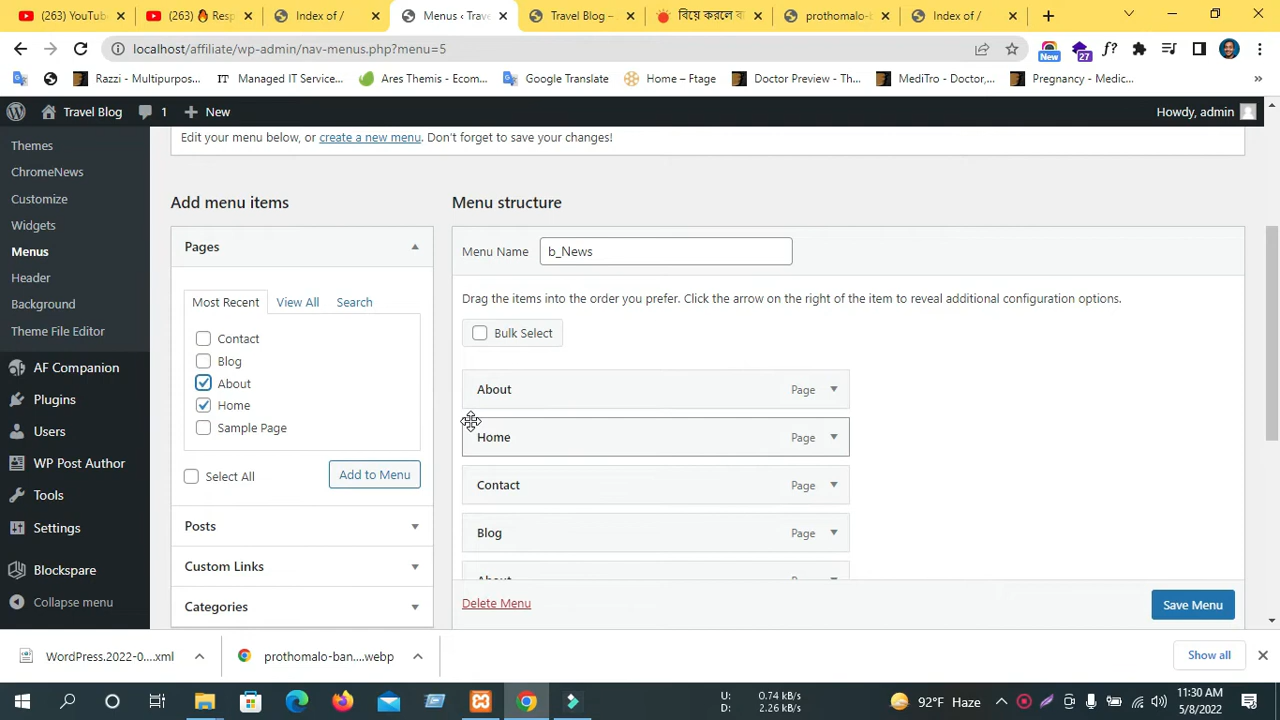 (263) YouTub
(263) 🔥 Resp
Index of /
Menus ‹ Trave
Travel Blog –
বিয়ে করলে ব
prothomalo-b
Index of /
localhost/affiliate/wp-admin/nav-menus.php?menu=5
New
27
f?
Razzi - Multipurpos...
IT Managed IT Service...
Ares Themis - Ecom...
Google Translate
Home – Ftage
Doctor Preview - Th...
MediTro - Doctor,...
Pregnancy - Medic...
»
Travel Blog
1
New
Howdy, admin
Themes
ChromeNews
Customize
Widgets
Menus
Header
Background
Theme File Editor
AF Companion
Plugins
Users
WP Post Author
Tools
Settings
Blockspare
Collapse menu
Edit your menu below, or create a new menu. Don't forget to save your changes!
Add menu items
Pages
Most Recent
View All
Search
Contact
Blog
About
Home
Sample Page
Select All
Add to Menu
Posts
Custom Links
Categories
Menu structure
Menu Name
b_News
Drag the items into the order you prefer. Click the arrow on the right of the item to reveal additional configuration options.
Bulk Select
About Page
Home Page
Contact Page
Blog Page
About Page
Delete Menu
Save Menu
WordPress.2022-0....xml
prothomalo-ban....webp
Show all
U: 0.74 kB/s
D: 2.26 kB/s
92°F Haze
11:30 AM
5/8/2022